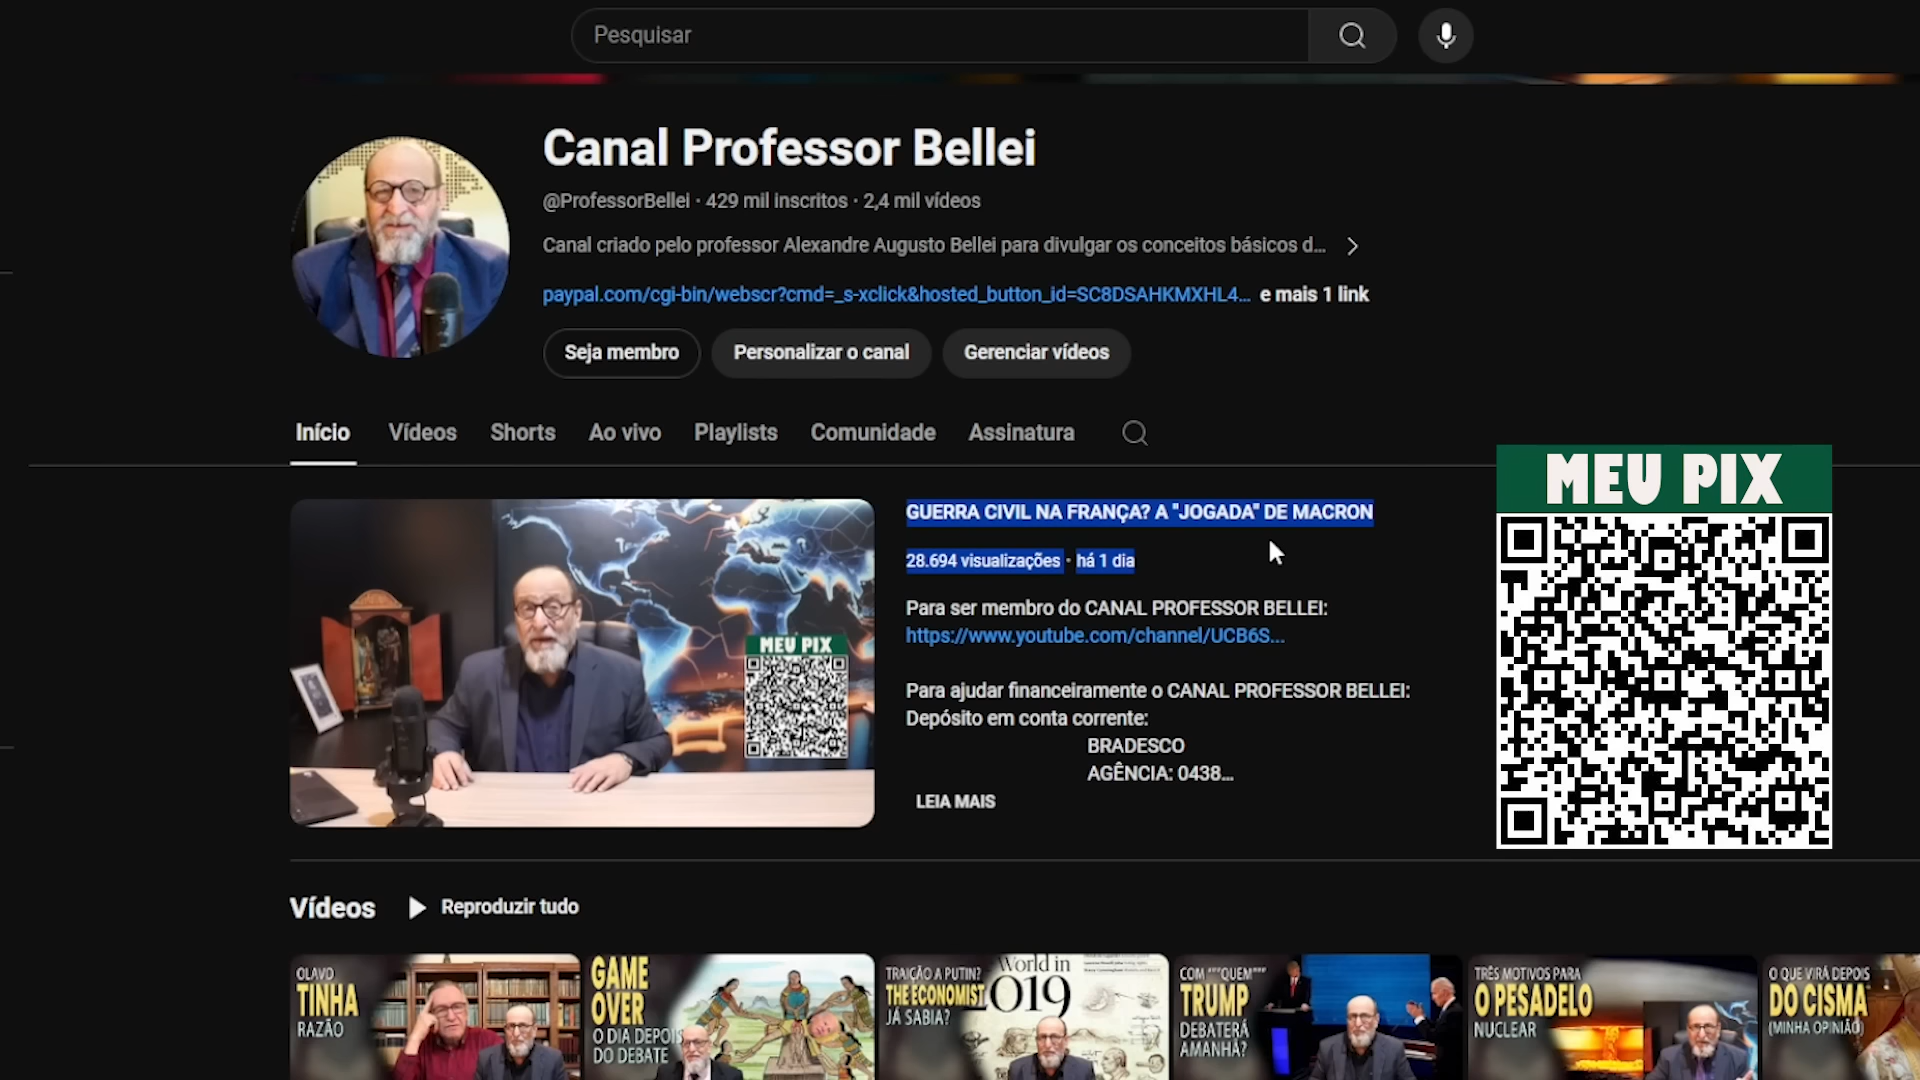 Pesquisar
Canal Professor Bellei
@ProfessorBellei · 429 mil inscritos · 2,4 mil vídeos
Canal criado pelo professor Alexandre Augusto Bellei para divulgar os conceitos básicos d...
paypal.com/cgi-bin/webscr?cmd=_s-xclick&hosted_button_id=SC8DSAHKMXHL4... e mais 1 link
Seja membro
Personalizar o canal
Gerenciar vídeos
Início
Vídeos
Shorts
Ao vivo
Playlists
Comunidade
Assinatura
MEU PIX
MEU PIX
GUERRA CIVIL NA FRANÇA? A "JOGADA" DE MACRON
28.694 visualizações · há 1 dia
Para ser membro do CANAL PROFESSOR BELLEI:
https://www.youtube.com/channel/UCB6S...
Para ajudar financeiramente o CANAL PROFESSOR BELLEI:
Depósito em conta corrente:
BRADESCO
AGÊNCIA: 0438...
LEIA MAIS
Vídeos
Reproduzir tudo
OLAVO
TINHA
RAZÃO
GAME
OVER
O DIA DEPOIS
DO DEBATE
TRAIÇÃO A PUTIN?
THE ECONOMIST
JÁ SABIA?
World in
2019
COM """QUEM"""
TRUMP
DEBATERÁ
AMANHÃ?
TRÊS MOTIVOS PARA
O PESADELO
NUCLEAR
O QUE VIRÁ DEPOIS
DO CISMA
(MINHA OPINIÃO)